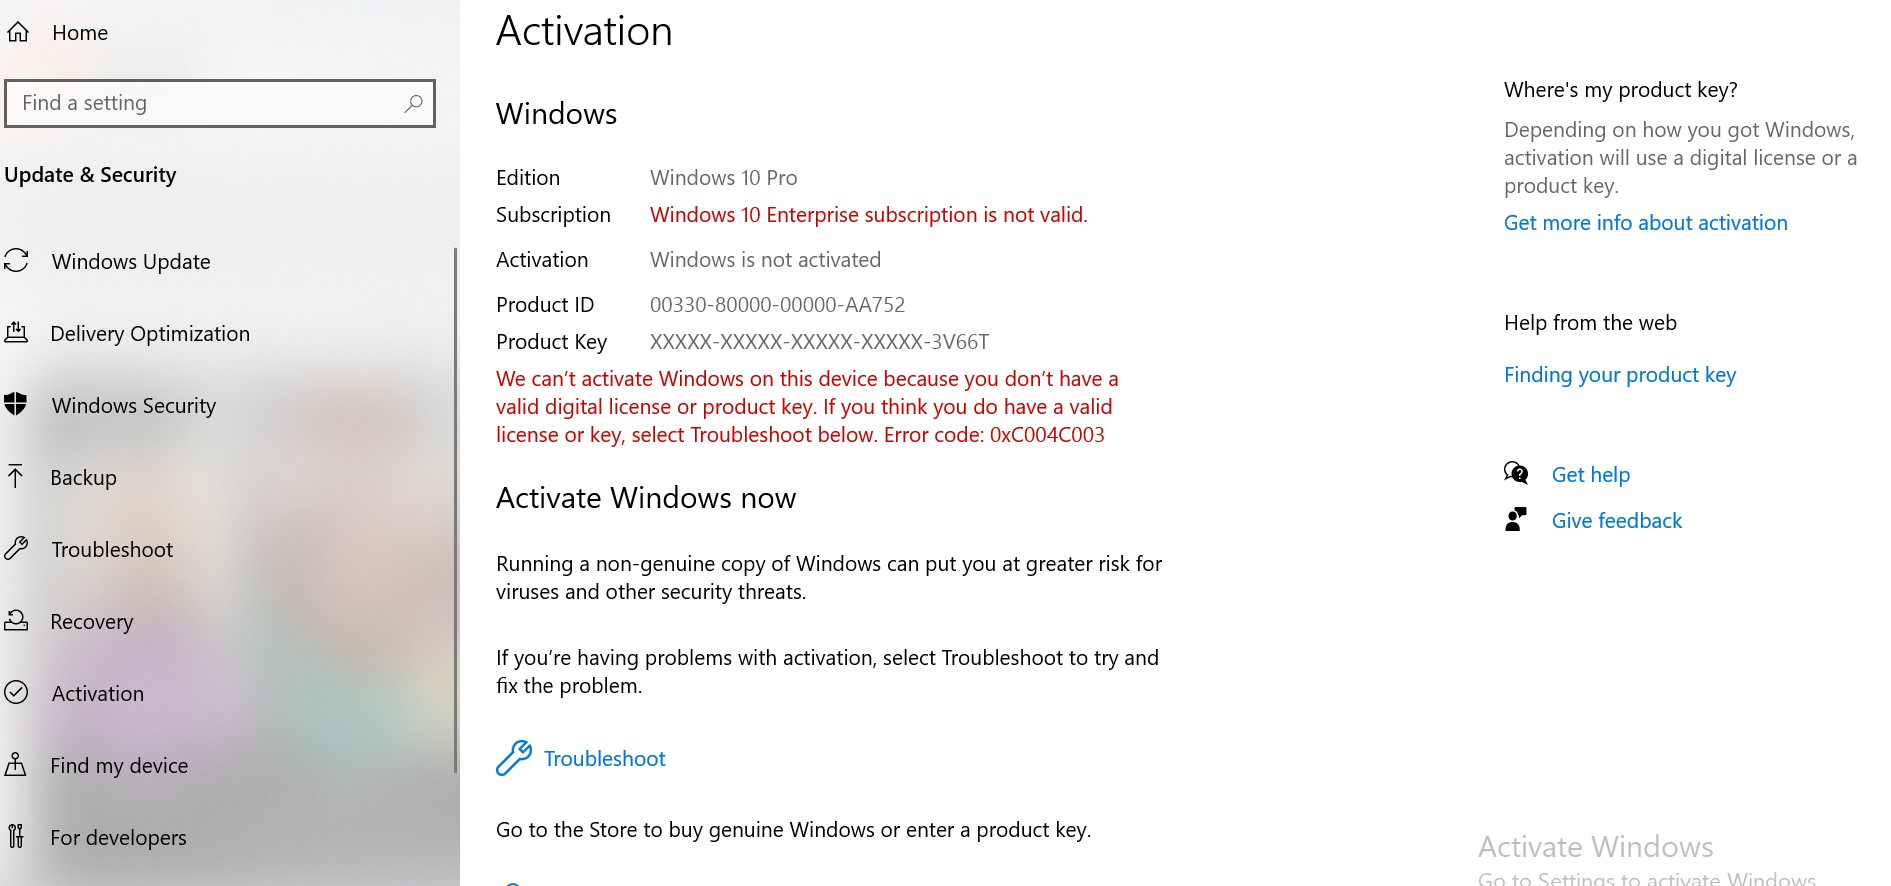 Home
Find a setting
Update & Security
Windows Update
Delivery Optimization
Windows Security
Backup
Troubleshoot
Recovery
Activation
Find my device
For developers
Activation
Windows
Edition Windows 10 Pro
Subscription Windows 10 Enterprise subscription is not valid.
Activation Windows is not activated
Product ID 00330-80000-00000-AA752
Product Key XXXXX-XXXXX-XXXXX-XXXXX-3V66T
We can’t activate Windows on this device because you don’t have a
valid digital license or product key. If you think you do have a valid
license or key, select Troubleshoot below. Error code: 0xC004C003
Activate Windows now
Running a non-genuine copy of Windows can put you at greater risk for
viruses and other security threats.
If you’re having problems with activation, select Troubleshoot to try and
fix the problem.
Troubleshoot
Go to the Store to buy genuine Windows or enter a product key.
Where's my product key?
Depending on how you got Windows,
activation will use a digital license or a
product key.
Get more info about activation
Help from the web
Finding your product key
Get help
Give feedback
Activate Windows
Go to Settings to activate Windows